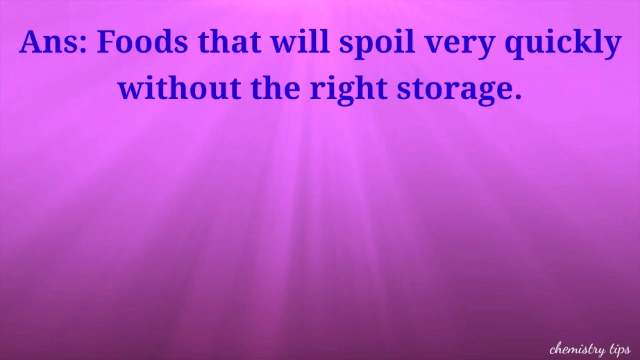 Ans: Foods that will spoil very quickly
without the right storage.
chemistry tips